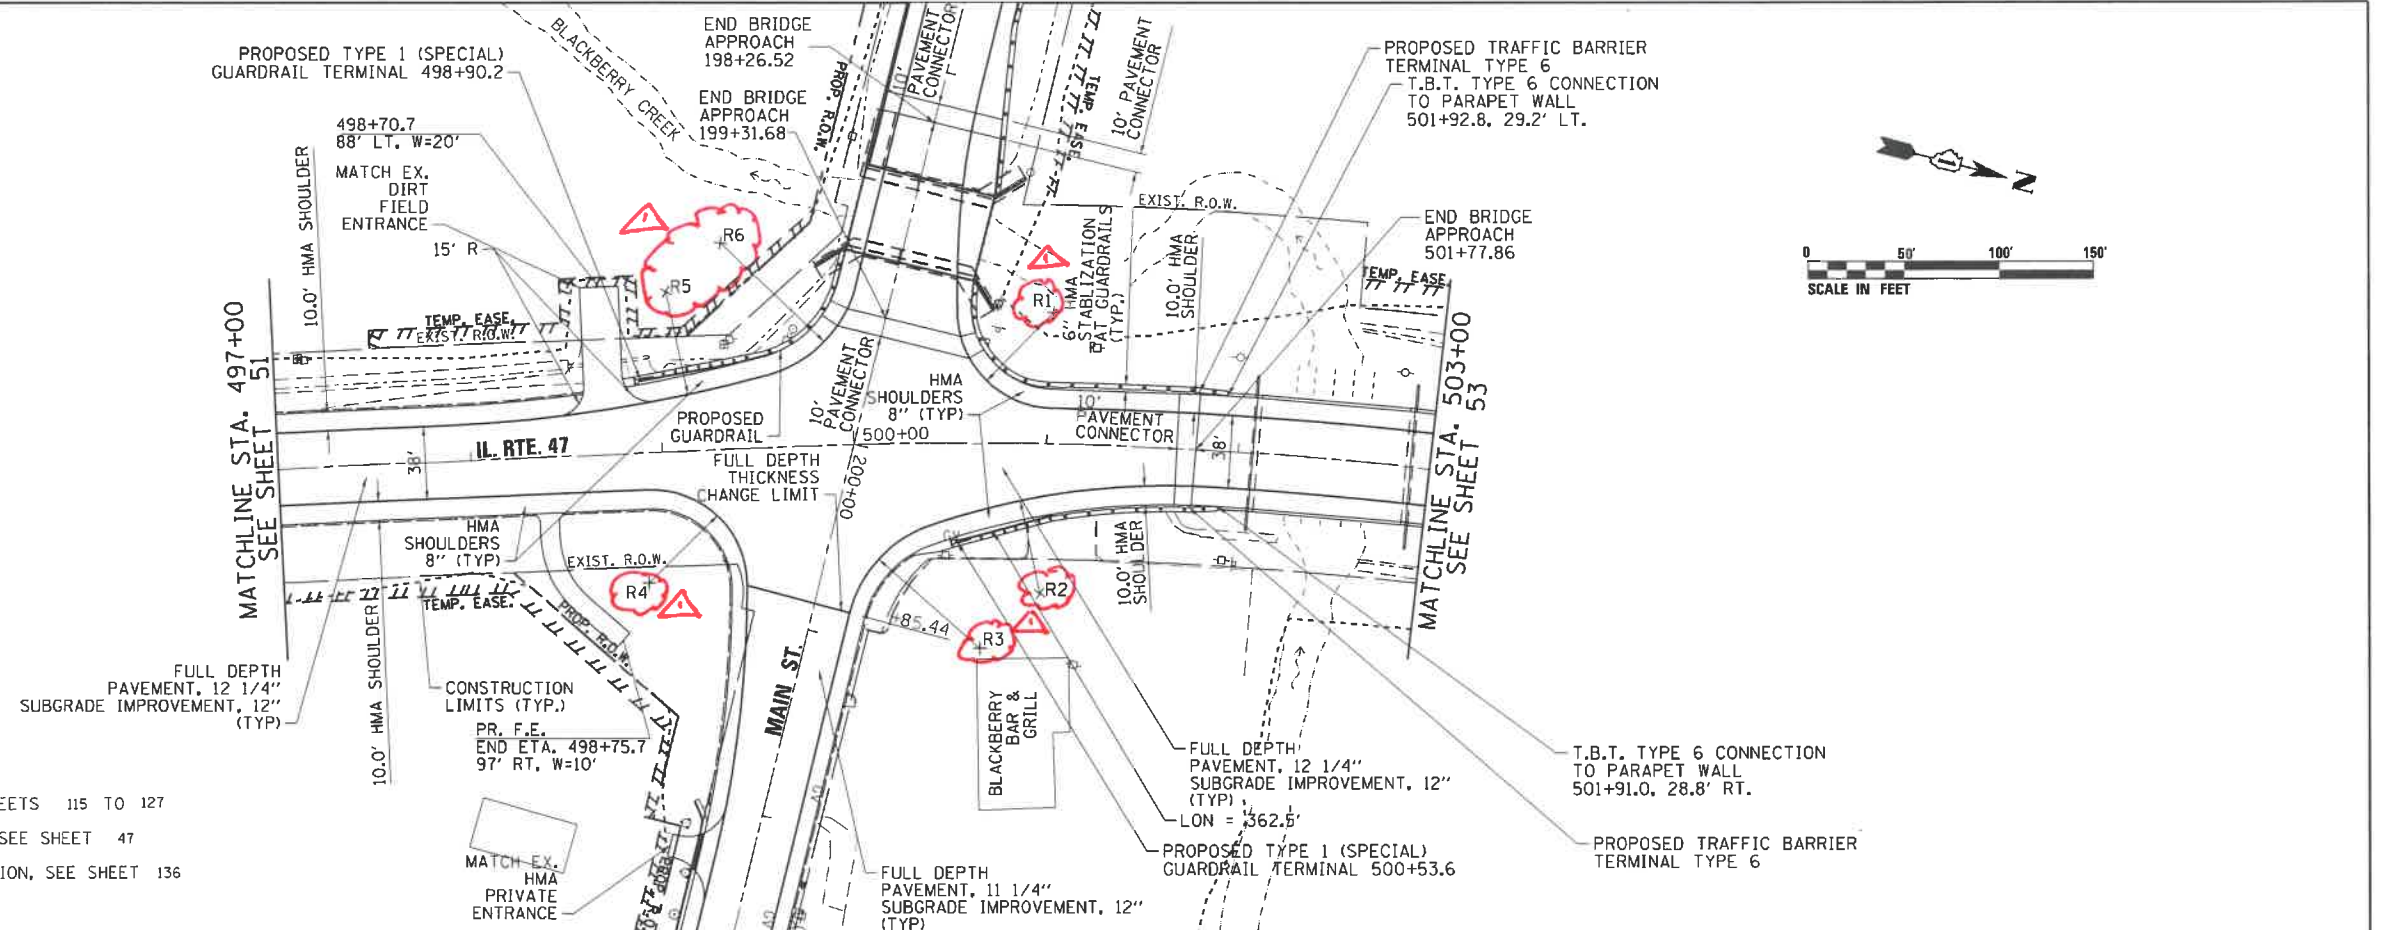 PROPOSED TYPE 1 (SPECIAL)
GUARDRAIL TERMINAL 498+90.2
498+70.7
88' LT, W=20'
MATCH EX.
DIRT
FIELD
ENTRANCE
15' R
10.0' HMA SHOULDER
BLACKBERRY CREEK
END BRIDGE
APPROACH
198+26.52
END BRIDGE
APPROACH
199+31.68
PROP. R.O.W.
10'
PAVEMENT
CONNECTOR
TEMP. EASE.
10' PAVEMENT
CONNECTOR
PROPOSED TRAFFIC BARRIER
TERMINAL TYPE 6
T.B.T. TYPE 6 CONNECTION
TO PARAPET WALL
501+92.8, 29.2' LT.
EXIST. R.O.W.
END BRIDGE
APPROACH
501+77.86
N
0 50' 100' 150'
SCALE IN FEET
1
R6
R5
1
R1
6" HMA
STABLIZATION
AT GUARDRAILS
(TYP.)
10.0' HMA
SHOULDER
TEMP. EASE.
MATCHLINE STA. 497+00
SEE SHEET 51
TEMP. EASE.
EXIST. R.O.W.
MATCHLINE STA. 503+00
SEE SHEET 53
10'
PAVEMENT
CONNECTOR
HMA
SHOULDERS
8" (TYP)
10'
PAVEMENT
CONNECTOR
PROPOSED
GUARDRAIL
500+00
38'
IL. RTE. 47
38'
FULL DEPTH
THICKNESS
CHANGE LIMIT
200+00
HMA
SHOULDERS
8" (TYP)
EXIST. R.O.W.
R4
1
TEMP. EASE.
PROP. R.O.W.
10.0' HMA
SHOULDER
R2
1
R3
+85.44
10.0' HMA SHOULDER
FULL DEPTH
PAVEMENT, 12 1/4"
SUBGRADE IMPROVEMENT, 12"
(TYP)
CONSTRUCTION
LIMITS (TYP.)
PR. F.E.
END ETA. 498+75.7
97' RT, W=10'
MAIN ST.
BLACKBERRY
BAR &
GRILL
FULL DEPTH
PAVEMENT, 12 1/4"
SUBGRADE IMPROVEMENT, 12"
(TYP)
LON = 362.5'
PROPOSED TYPE 1 (SPECIAL)
GUARDRAIL TERMINAL 500+53.6
T.B.T. TYPE 6 CONNECTION
TO PARAPET WALL
501+91.0, 28.8' RT.
PROPOSED TRAFFIC BARRIER
TERMINAL TYPE 6
EETS 115 TO 127
SEE SHEET 47
ION, SEE SHEET 136
MATCH EX.
HMA
PRIVATE
ENTRANCE
FULL DEPTH
PAVEMENT, 11 1/4"
SUBGRADE IMPROVEMENT, 12"
(TYP)